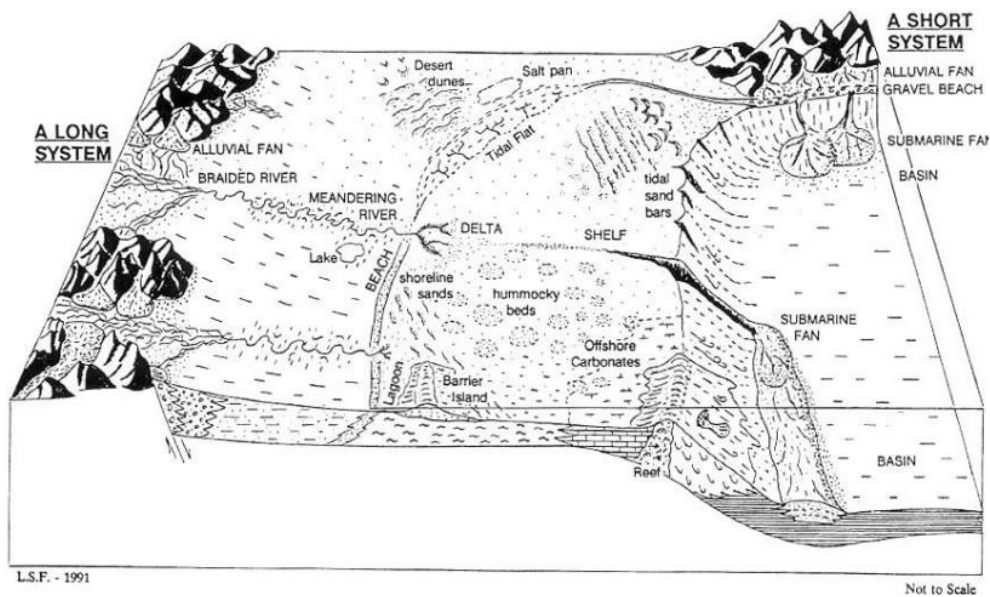 A SHORT
SYSTEM
ALLUVIAL FAN
GRAVEL BEACH
SUBMARINE FAN
BASIN
A LONG
SYSTEM
Desert
dunes
Salt pan
Tidal Flat
ALLUVIAL FAN
BRAIDED RIVER
MEANDERING
RIVER
tidal
sand
bars
DELTA
SHELF
Lake
BEACH
shoreline
sands
hummocky
beds
SUBMARINE
FAN
Offshore
Carbonates
Lagoon
Barrier
Island
Reef
BASIN
L.S.F. - 1991
Not to Scale